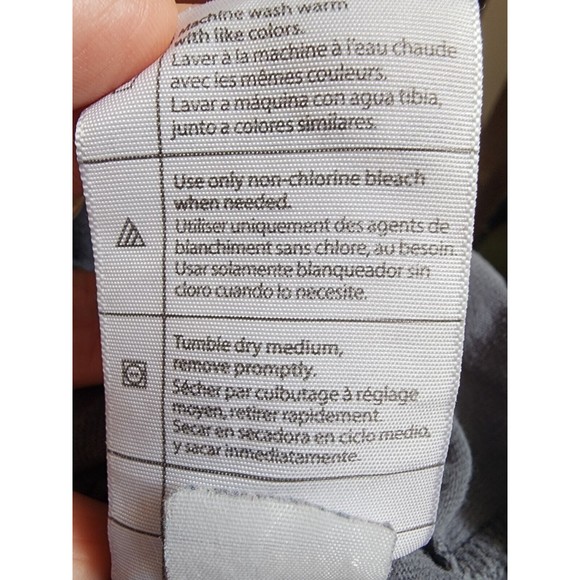 Machine wash warm
with like colors.
Laver à la machine à l'eau chaude
avec les mêmes couleurs.
Lavar a máquina con agua tibia,
junto a colores similares.
Use only non-chlorine bleach
when needed.
Utiliser uniquement des agents de
blanchiment sans chlore, au besoin.
Usar solamente blanqueador sin
cloro cuando lo necesite.
Tumble dry medium,
remove promptly.
Sécher par culbutage à réglage
moyen, retirer rapidement.
Secar en secadora en ciclo medio,
y sacar inmediatamente.